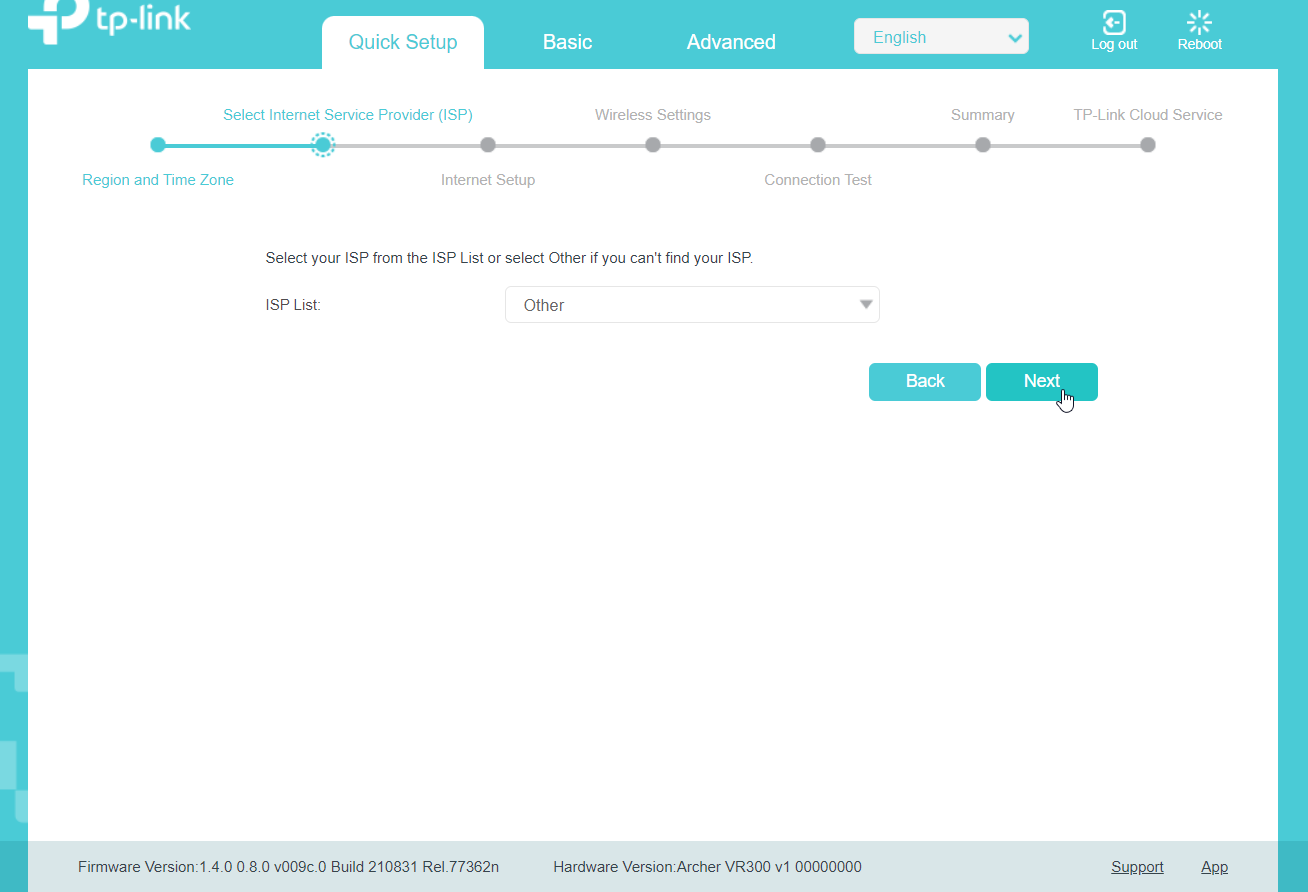 tp-link
Quick Setup
Basic
Advanced
English
Log out
Reboot
Select Internet Service Provider (ISP)
Wireless Settings
Summary
TP-Link Cloud Service
Region and Time Zone
Internet Setup
Connection Test
Select your ISP from the ISP List or select Other if you can't find your ISP.
ISP List:
Other
Back
Next
Firmware Version:1.4.0 0.8.0 v009c.0 Build 210831 Rel.77362n
Hardware Version:Archer VR300 v1 00000000
Support
App